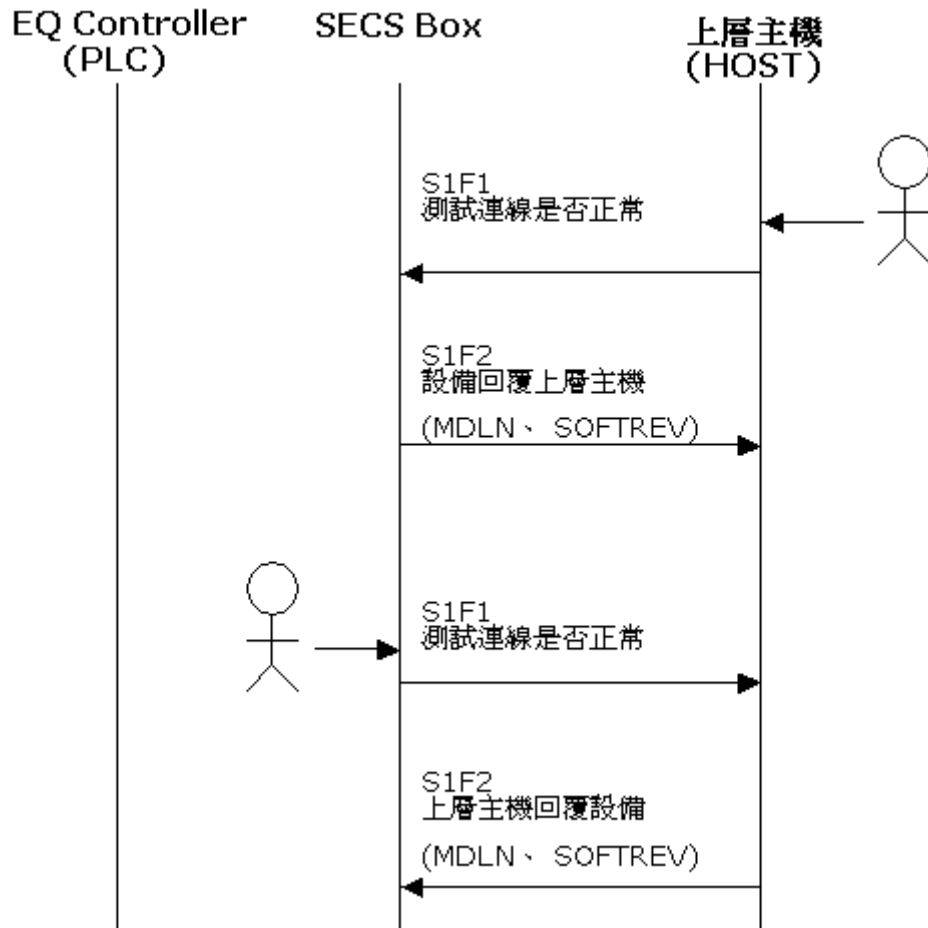 EQ Controller
(PLC)
SECS Box
上層主機
(HOST)
S1F1
測試連線是否正常
S1F2
設備回覆上層主機
(MDLN、 SOFTREV)
S1F1
測試連線是否正常
S1F2
上層主機回覆設備
(MDLN、 SOFTREV)